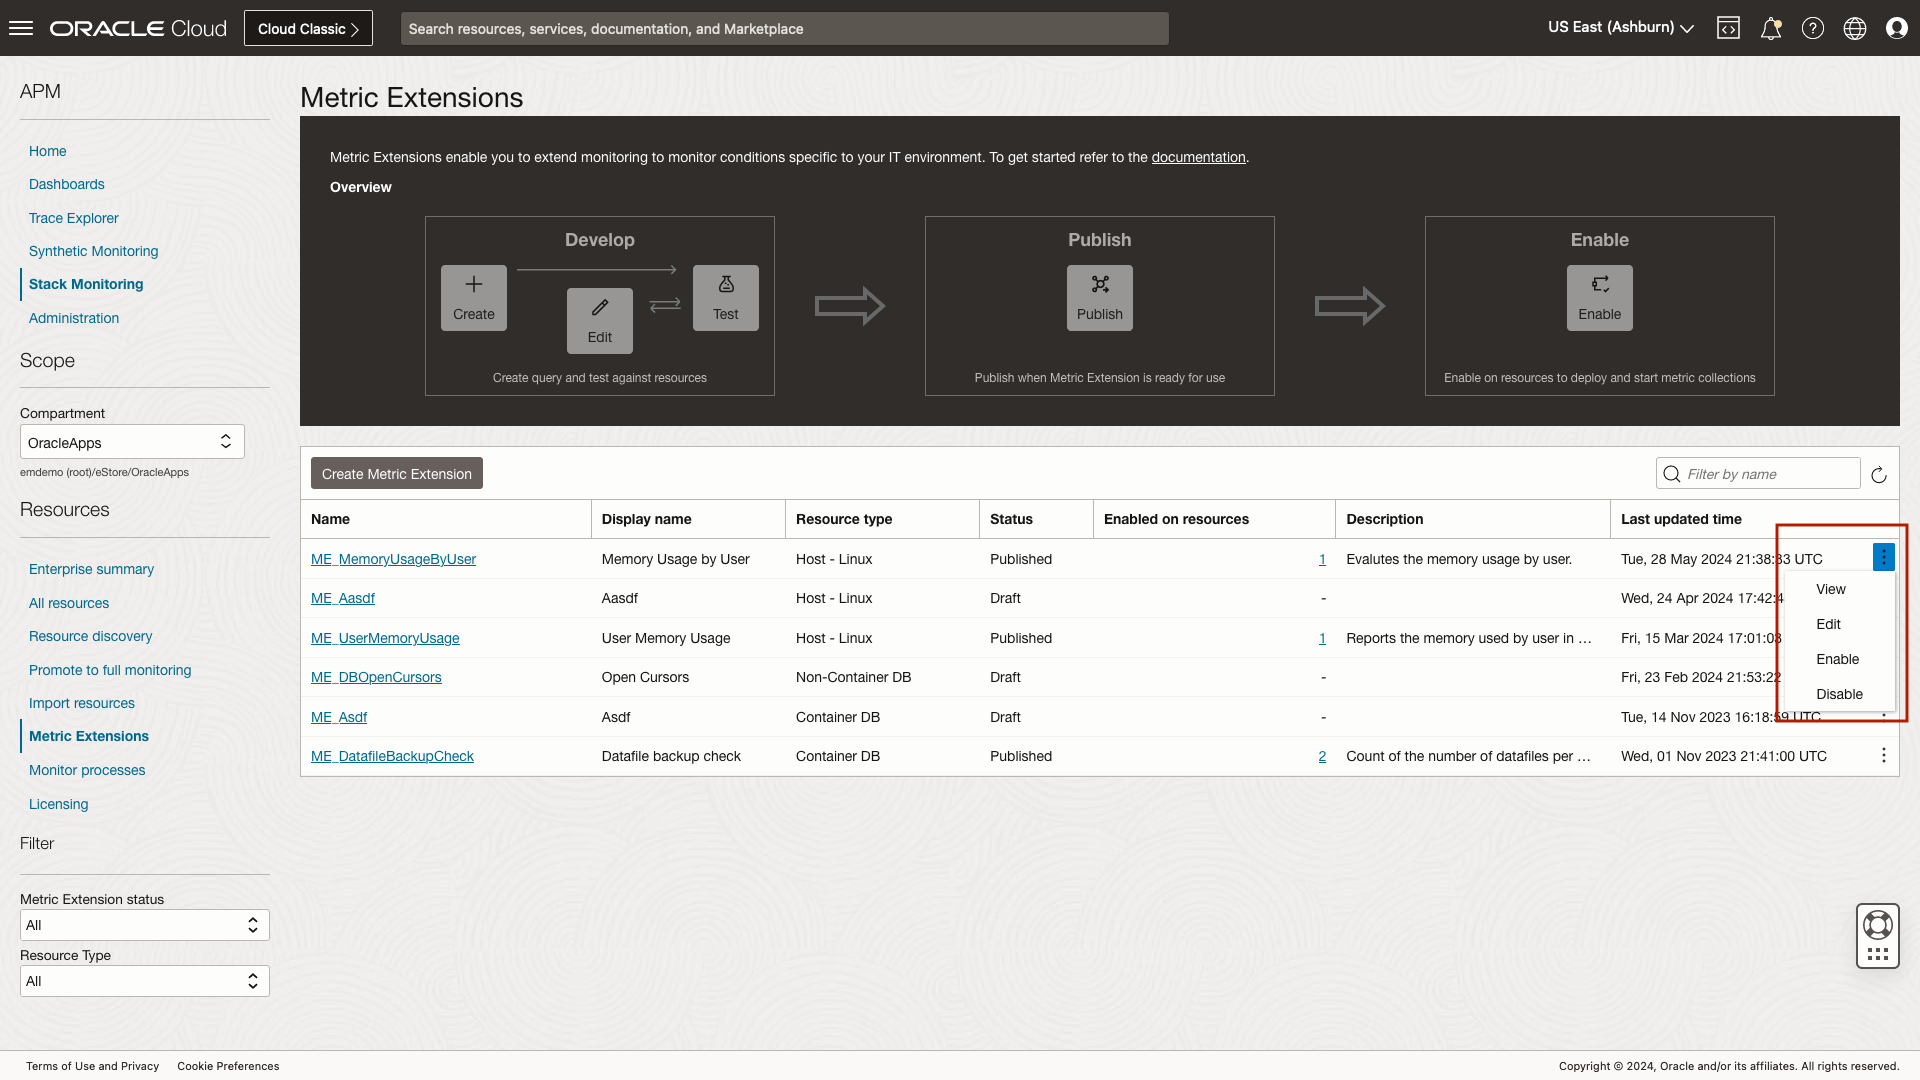 ORACLE Cloud
Cloud Classic
Search resources, services, documentation, and Marketplace
US East (Ashburn)
APM
Home
Dashboards
Trace Explorer
Synthetic Monitoring
Stack Monitoring
Administration
Scope
Compartment
OracleApps
emdemo (root)/eStore/OracleApps
Resources
Enterprise summary
All resources
Resource discovery
Promote to full monitoring
Import resources
Metric Extensions
Monitor processes
Licensing
Filter
Metric Extension status
All
Resource Type
All
Metric Extensions
Metric Extensions enable you to extend monitoring to monitor conditions specific to your IT environment. To get started refer to the documentation.
Overview
Develop
Create
Edit
Test
Create query and test against resources
Publish
Publish
Publish when Metric Extension is ready for use
Enable
Enable
Enable on resources to deploy and start metric collections
Create Metric Extension
Filter by name
Name Display name Resource type Status Enabled on resources Description Last updated time
ME_MemoryUsageByUser Memory Usage by User Host - Linux Published 1 Evalutes the memory usage by user. Tue, 28 May 2024 21:38:33 UTC
ME_Aasdf Aasdf Host - Linux Draft - Wed, 24 Apr 2024 17:42:4
ME_UserMemoryUsage User Memory Usage Host - Linux Published 1 Reports the memory used by user in ... Fri, 15 Mar 2024 17:01:03
ME_DBOpenCursors Open Cursors Non-Container DB Draft - Fri, 23 Feb 2024 21:53:22
ME_Asdf Asdf Container DB Draft - Tue, 14 Nov 2023 16:18:59 UTC
ME_DatafileBackupCheck Datafile backup check Container DB Published 2 Count of the number of datafiles per ... Wed, 01 Nov 2023 21:41:00 UTC
View
Edit
Enable
Disable
Terms of Use and Privacy Cookie Preferences
Copyright © 2024, Oracle and/or its affiliates. All rights reserved.